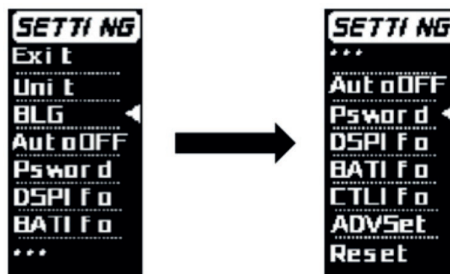 SETTING
Exit
Unit
BLG
AutoOFF
Psword
DSPIfo
BATIfo
...
SETTING
...
AutoOFF
Psword
DSPIfo
BATIfo
CTLIfo
ADVSet
Reset